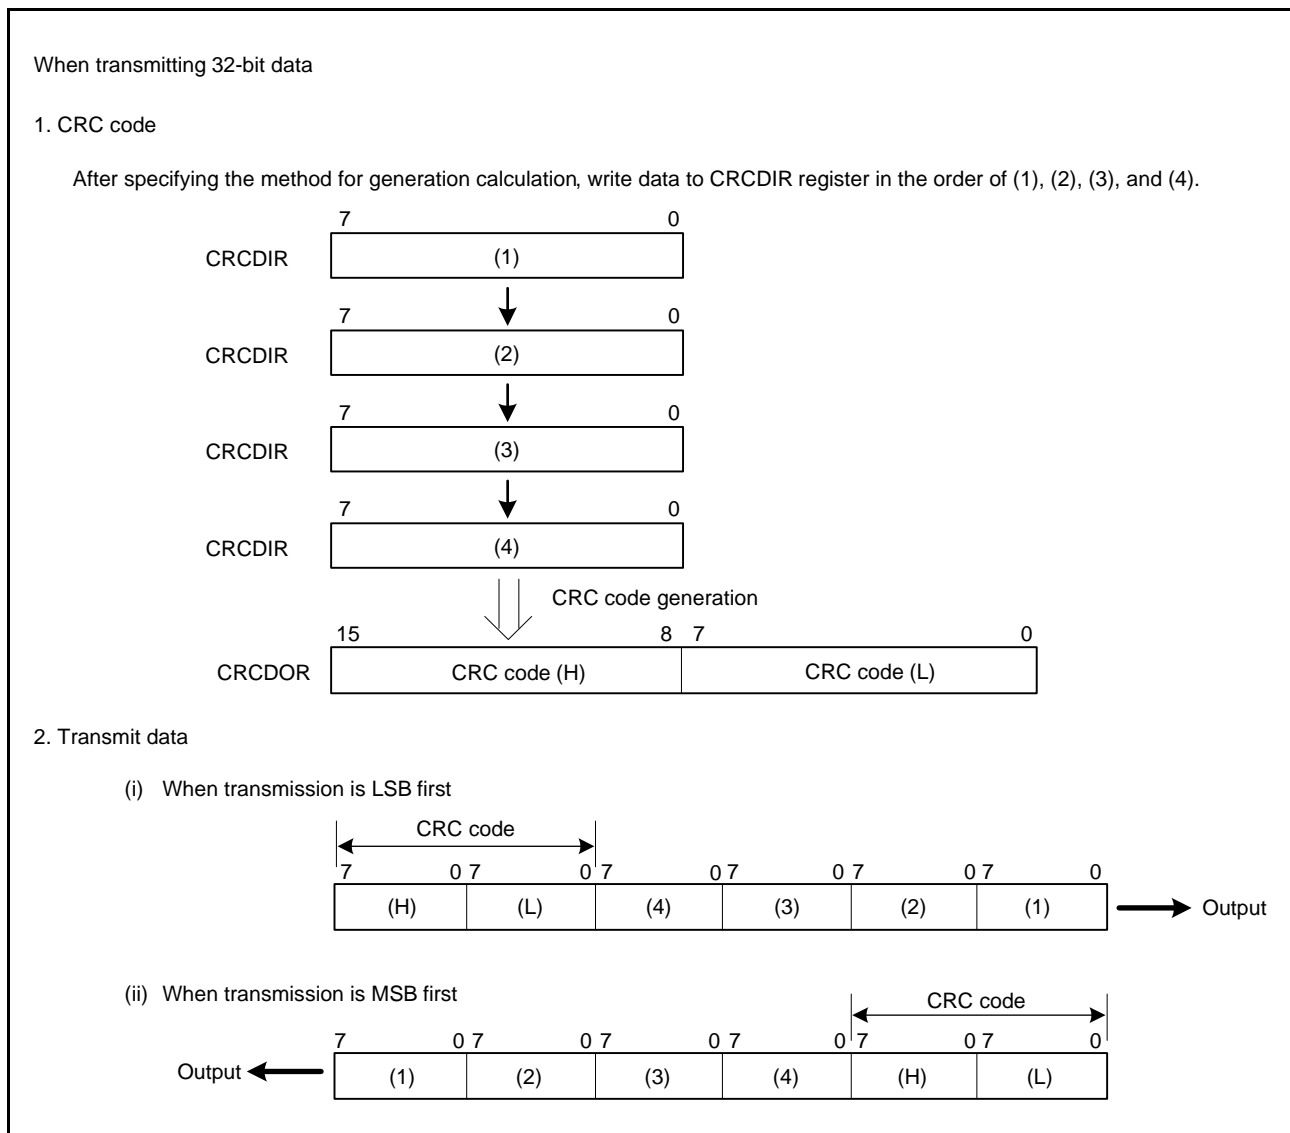 When transmitting 32-bit data
1. CRC code
After specifying the method for generation calculation, write data to CRCDIR register in the order of (1), (2), (3), and (4).
7 0
CRCDIR (1)
7 0
CRCDIR (2)
7 0
CRCDIR (3)
7 0
CRCDIR (4)
CRC code generation
15 8 7 0
CRCDOR CRC code (H) CRC code (L)
2. Transmit data
(i) When transmission is LSB first
CRC code
7 0 7 0 7 0 7 0 7 0 7 0
(H) (L) (4) (3) (2) (1) Output
(ii) When transmission is MSB first
CRC code
7 0 7 0 7 0 7 0 7 0 7 0
Output (1) (2) (3) (4) (H) (L)